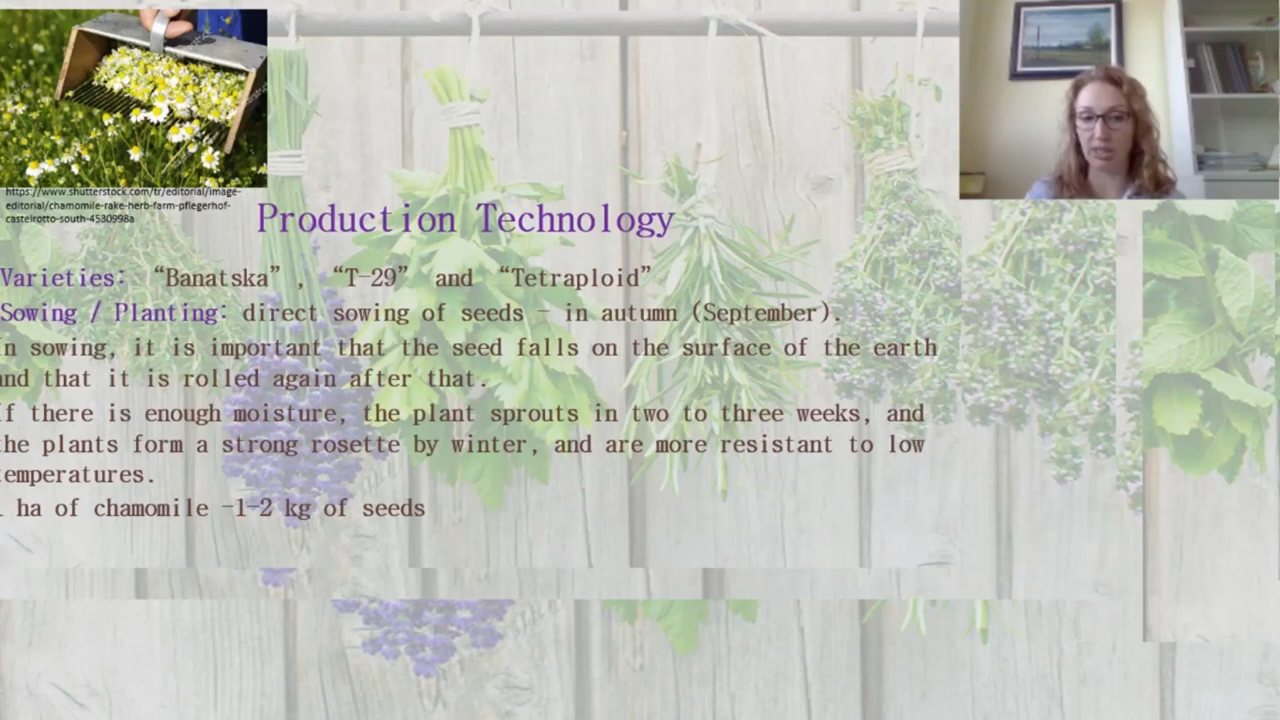 https://www.shutterstock.com/tr/editorial/image-
editorial/chamomile-rake-herb-farm-pflegerhof-
castelrotto-south-4530998a
Production Technology
Varieties: “Banatska”, “T-29” and “Tetraploid”
Sowing / Planting: direct sowing of seeds - in autumn (September).
n sowing, it is important that the seed falls on the surface of the earth
nd that it is rolled again after that.
f there is enough moisture, the plant sprouts in two to three weeks, and
he plants form a strong rosette by winter, and are more resistant to low
emperatures.
ha of chamomile -1-2 kg of seeds